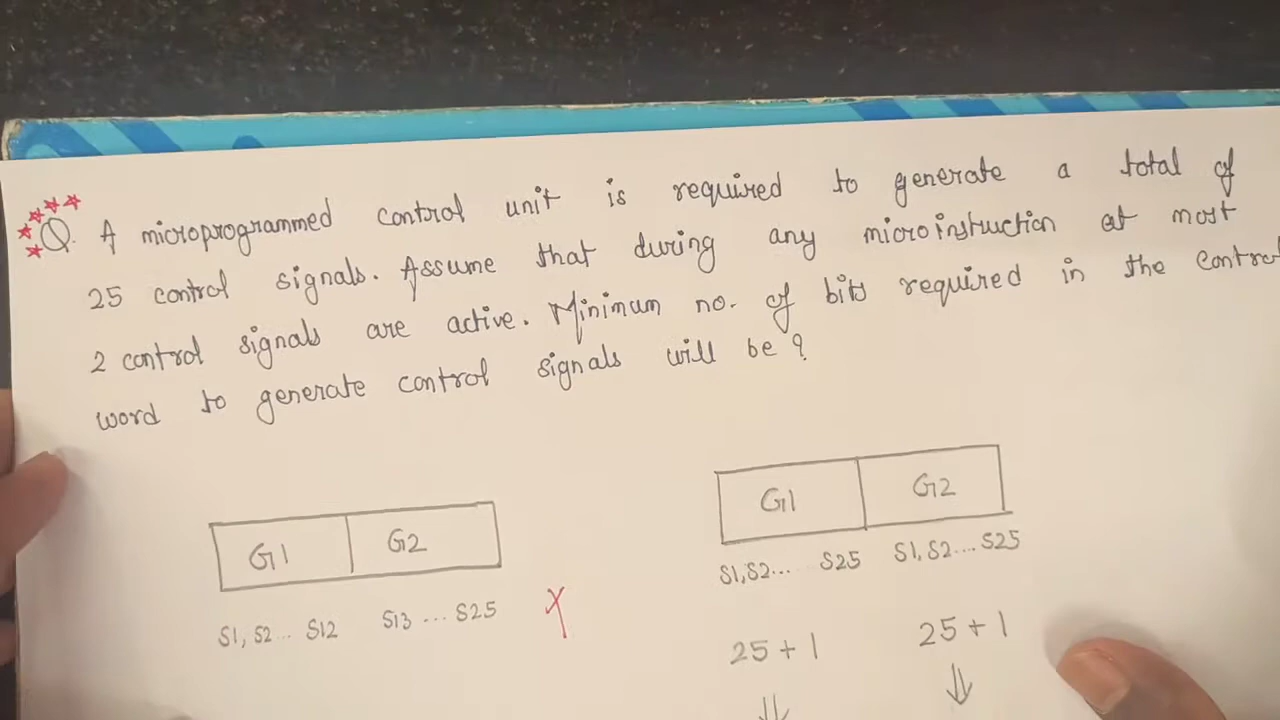 Q. A microprogrammed control unit is required to generate a total of
25 control signals. Assume that during any microinstruction at most
2 control signals are active. Minimum no. of bits required in the control
word to generate control signals will be ?
G1 G2
S1, S2... S12 S13 ... S25
G1 G2
S1, S2... S25 S1, S2.... S25
25 + 1 25 + 1